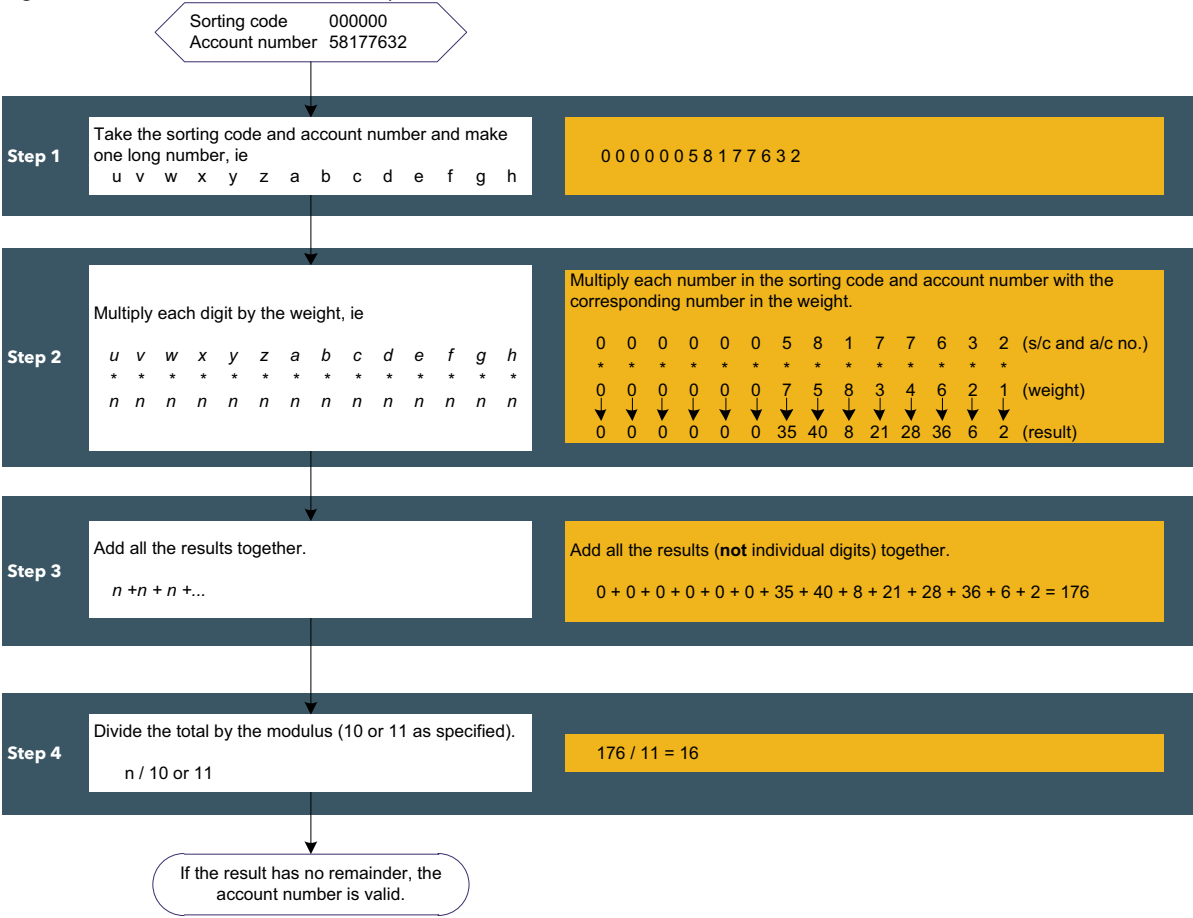 Sorting code 000000
Account number 58177632
Step 1
Take the sorting code and account number and make
one long number, ie
u v w x y z a b c d e f g h
0 0 0 0 0 0 5 8 1 7 7 6 3 2
Step 2
Multiply each digit by the weight, ie
u v w x y z a b c d e f g h
* * * * * * * * * * * * * *
n n n n n n n n n n n n n n
Multiply each number in the sorting code and account number with the
corresponding number in the weight.
0 0 0 0 0 0 5 8 1 7 7 6 3 2 (s/c and a/c no.)
* * * * * * * * * * * * * *
0 0 0 0 0 0 7 5 8 3 4 6 2 1 (weight)
0 0 0 0 0 0 35 40 8 21 28 36 6 2 (result)
Step 3
Add all the results together.
n +n + n +...
Add all the results (not individual digits) together.
0 + 0 + 0 + 0 + 0 + 0 + 35 + 40 + 8 + 21 + 28 + 36 + 6 + 2 = 176
Step 4
Divide the total by the modulus (10 or 11 as specified).
n / 10 or 11
176 / 11 = 16
If the result has no remainder, the
account number is valid.